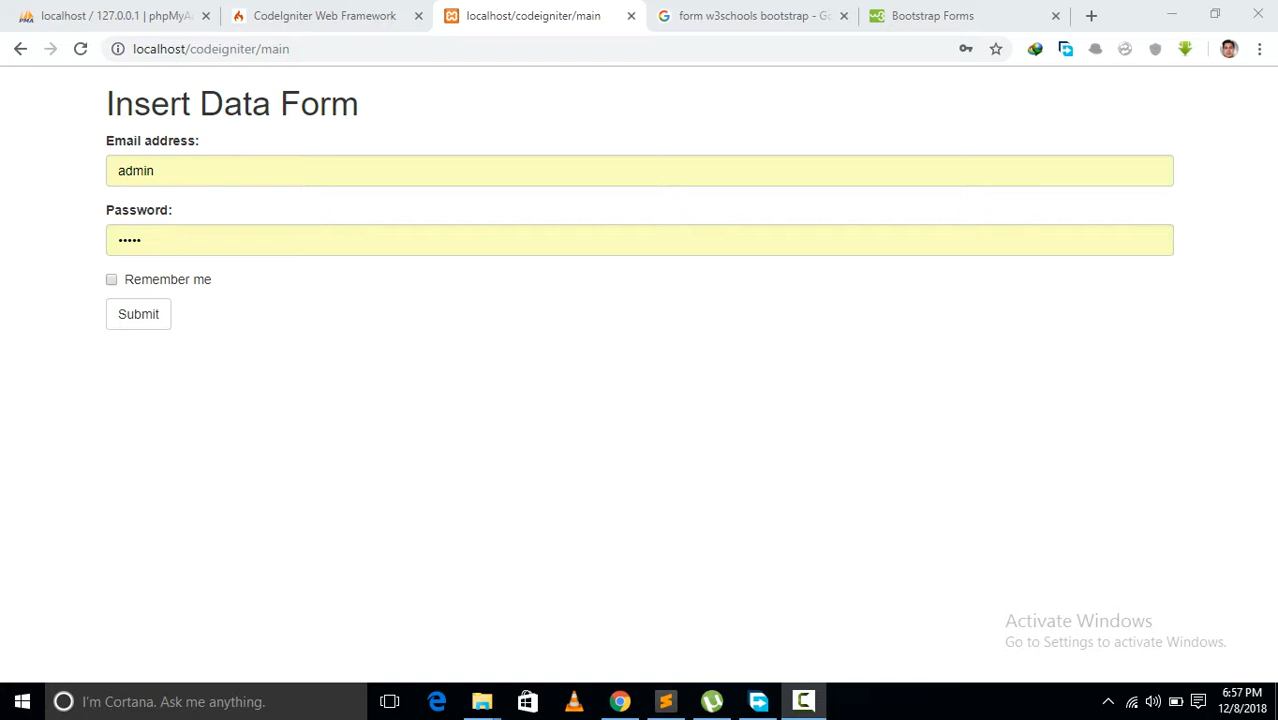 localhost / 127.0.0.1 | phpMyA
CodeIgniter Web Framework
localhost/codeigniter/main
form w3schools bootstrap - Go
Bootstrap Forms
localhost/codeigniter/main
Insert Data Form
Email address:
admin
Password:
•••••
Remember me
Submit
Activate Windows
Go to Settings to activate Windows.
I'm Cortana. Ask me anything.
6:57 PM
12/8/2018